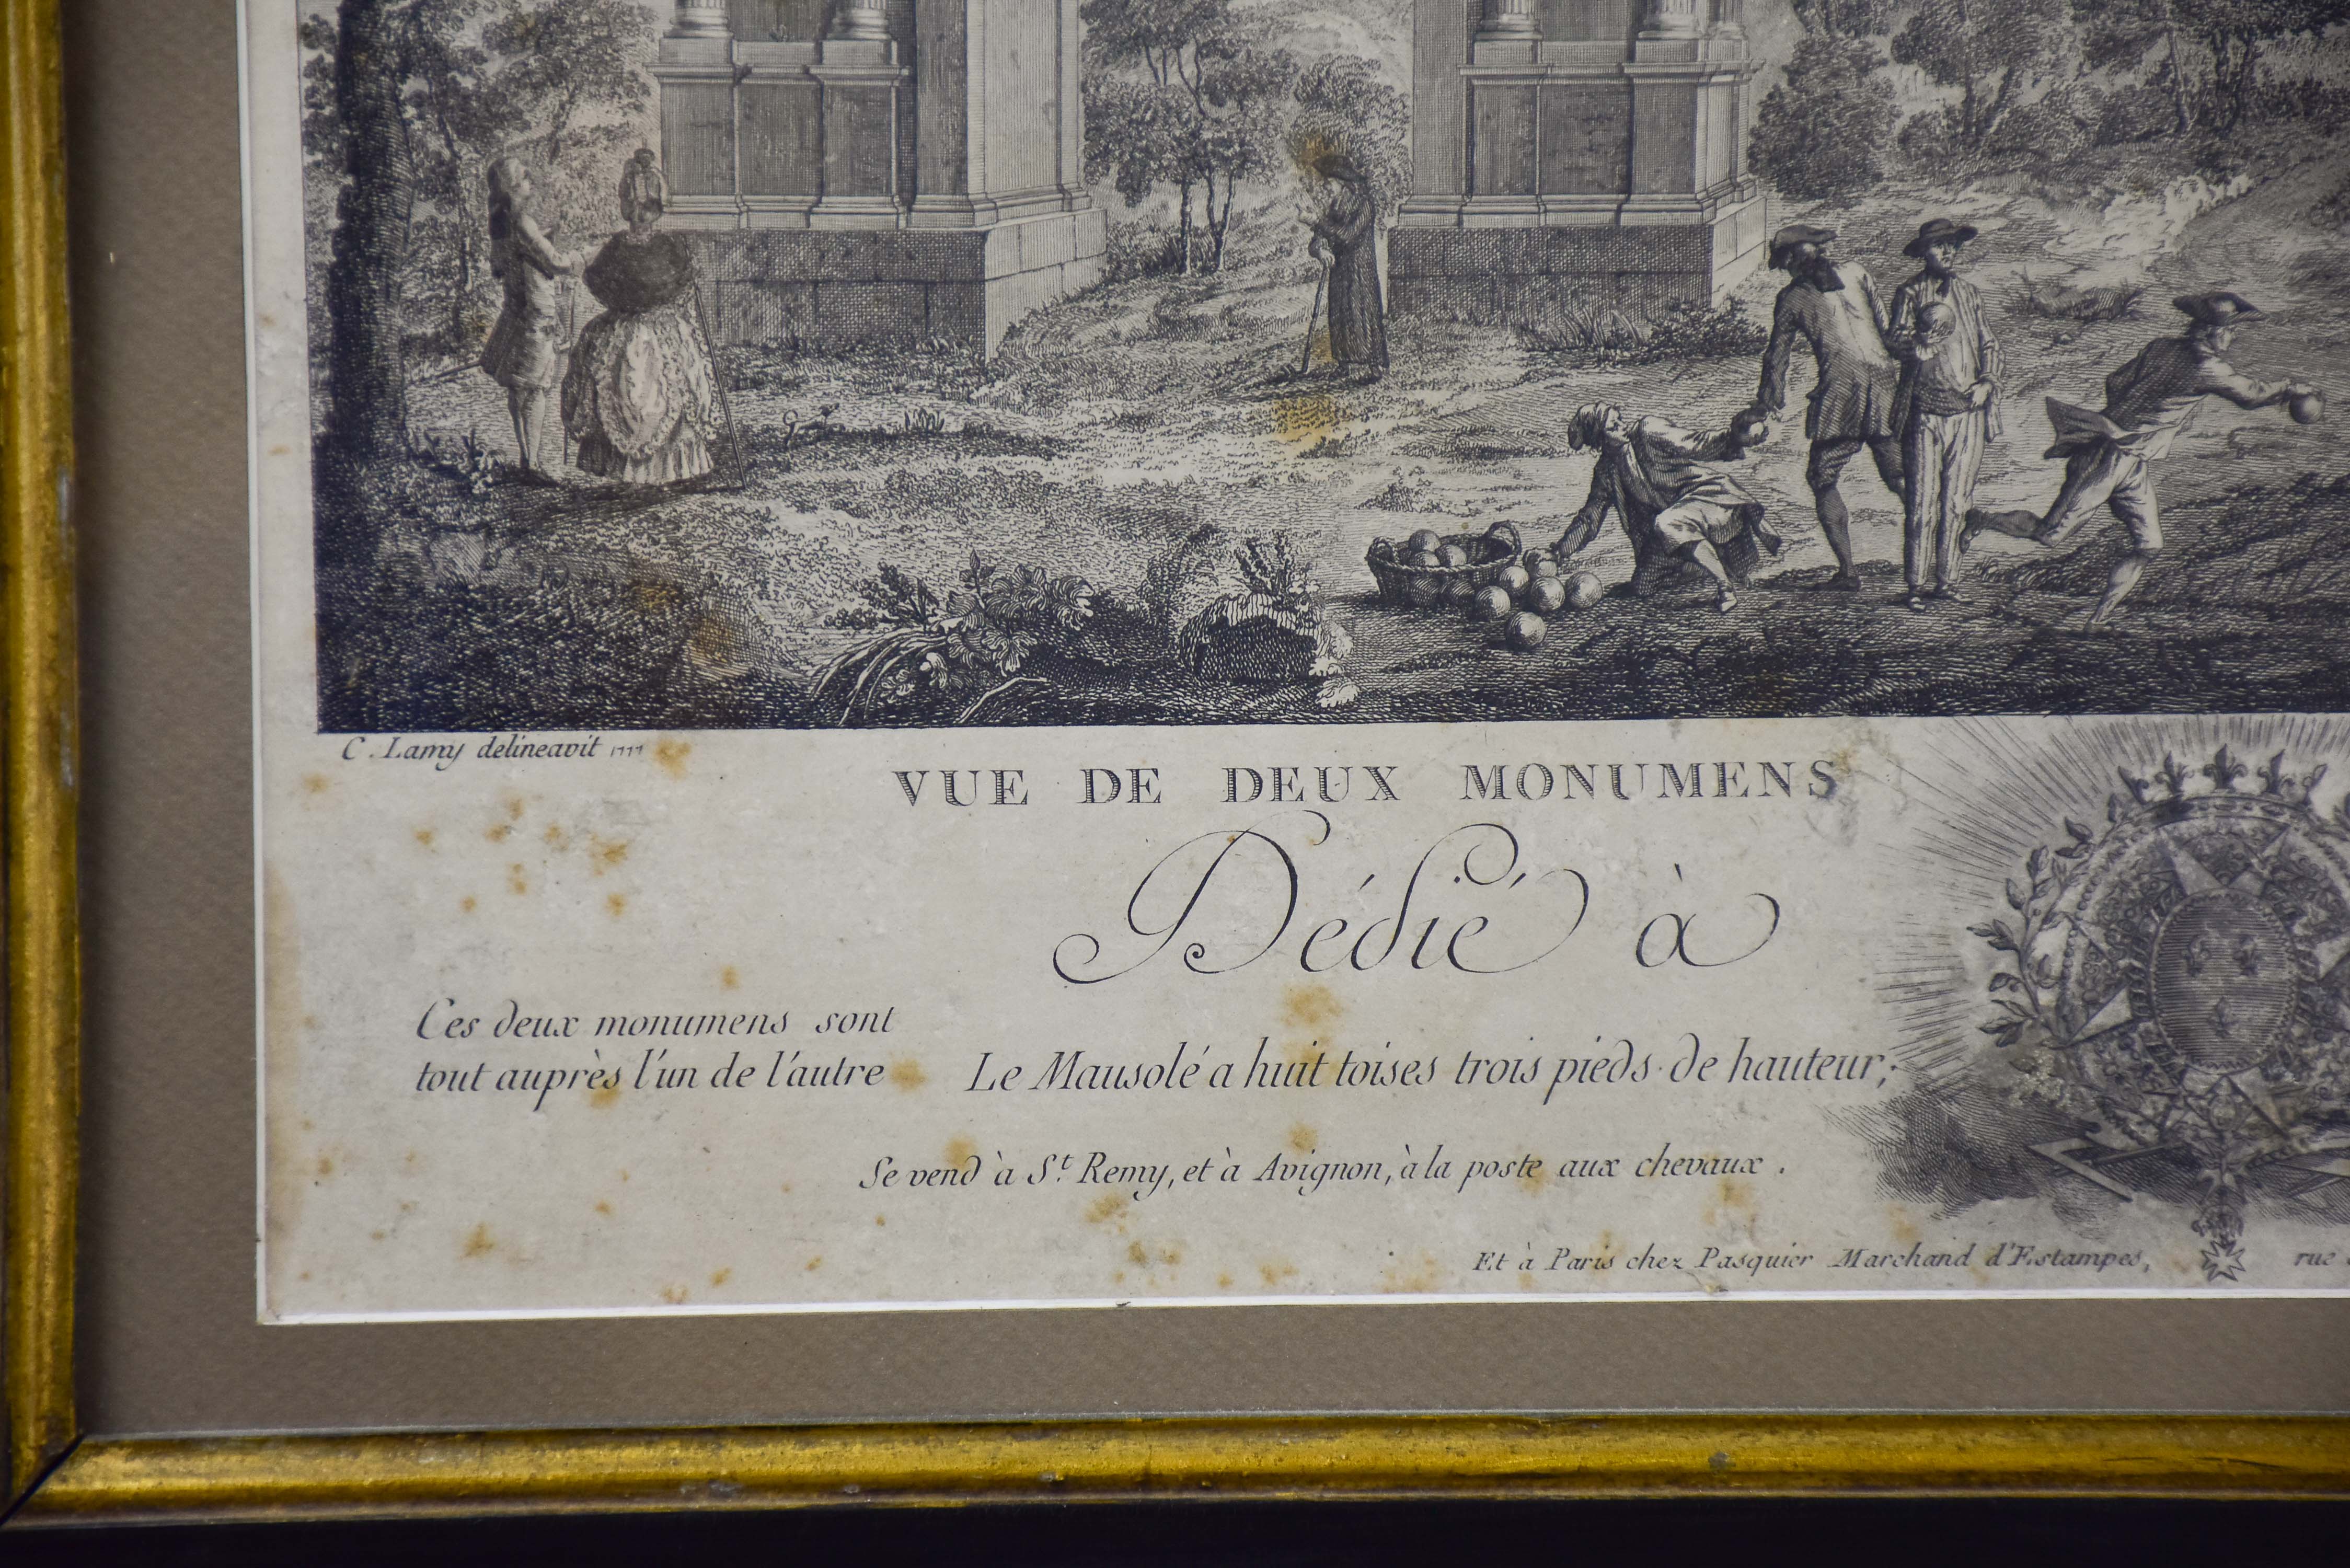 C. Lamy delineavit 1777
VUE DE DEUX MONUMENS
Dédié à
Ces deux monumens sont
tout auprès l'un de l'autre
Le Mausolé a huit toises trois pieds de hauteur;
Se vend à St. Remy, et à Avignon, à la poste aux chevaux.
Et à Paris chez Pasquier Marchand d'Estampes, rue